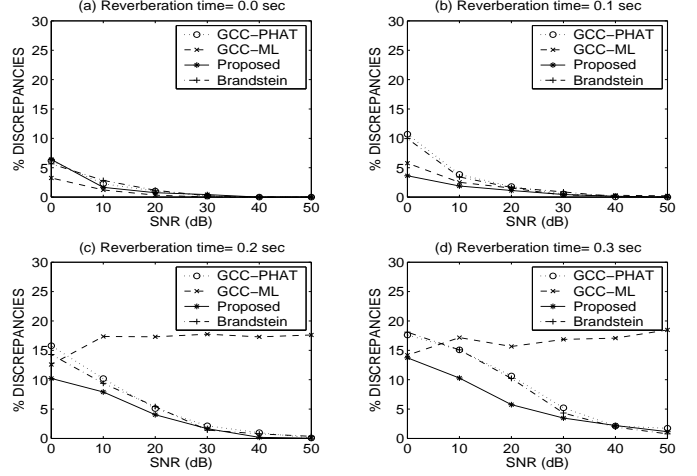 (a) Reverberation time= 0.0 sec
30
25
20
15
10
5
0
% DISCREPANCIES
GCC−PHAT
GCC−ML
Proposed
Brandstein
0 10 20 30 40 50
SNR (dB)
(b) Reverberation time= 0.1 sec
30
25
20
15
10
5
0
% DISCREPANCIES
GCC−PHAT
GCC−ML
Proposed
Brandstein
0 10 20 30 40 50
SNR (dB)
(c) Reverberation time= 0.2 sec
30
25
20
15
10
5
0
% DISCREPANCIES
GCC−PHAT
GCC−ML
Proposed
Brandstein
0 10 20 30 40 50
SNR (dB)
(d) Reverberation time= 0.3 sec
30
25
20
15
10
5
0
% DISCREPANCIES
GCC−PHAT
GCC−ML
Proposed
Brandstein
0 10 20 30 40 50
SNR (dB)